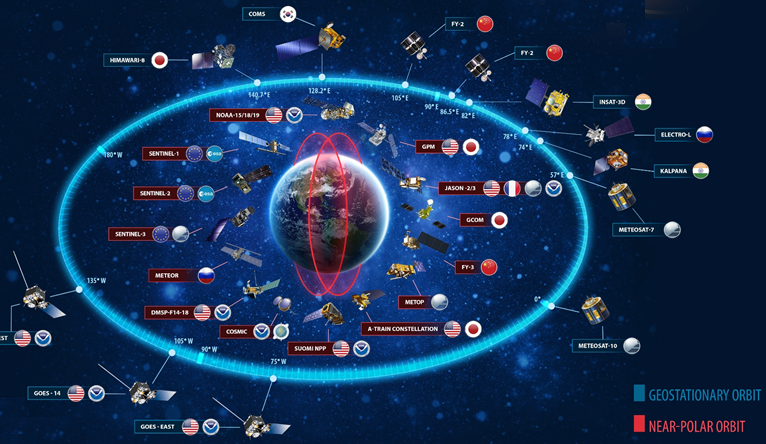 COMS
FY-2
FY-2
HIMAWARI-8
140.7° E
128.2° E
105° E
90° E
86.5° E
82° E
INSAT-3D
NOAA-15/18/19
78° E
74° E
ELECTRO-L
GPM
180° W
SENTINEL-1
esa
KALPANA
57° E
JASON -2/3
SENTINEL-2
esa
GCOM
METEOSAT-7
SENTINEL-3
METEOR
FY-3
135° W
METOP
0°
DMSP-F14-18
COSMIC
A-TRAIN CONSTELLATION
EST
105° W
90° W
SUOMI NPP
METEOSAT-10
75° W
GOES - 14
GEOSTATIONARY ORBIT
GOES - EAST
NEAR-POLAR ORBIT